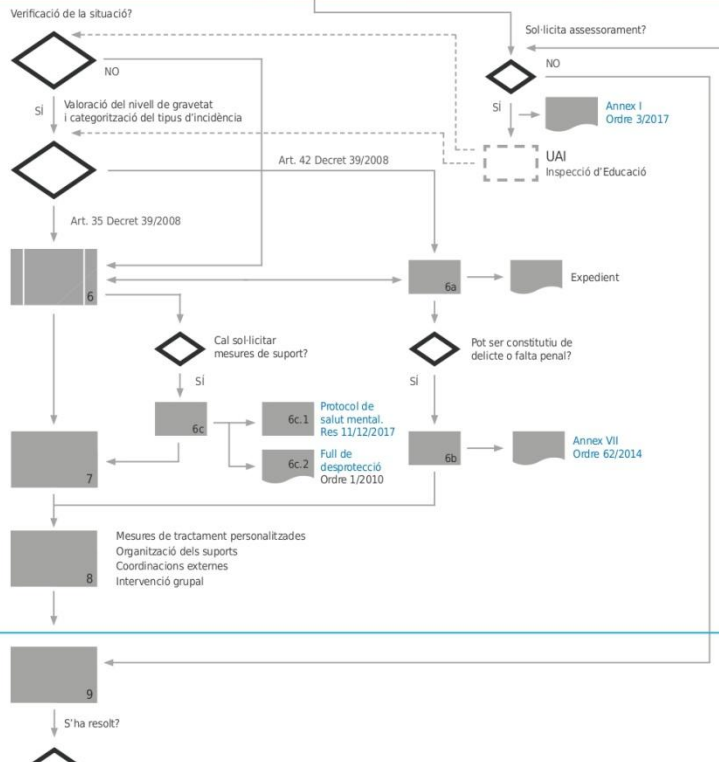 Verificació de la situació?
Sol·licita assessorament?
NO
NO
SÍ
Valoració del nivell de gravetat
i categorització del tipus d'incidència
SÍ
Annex I
Ordre 3/2017
UAI
Inspecció d'Educació
Art. 42 Decret 39/2008
Art. 35 Decret 39/2008
6
6a
Expedient
Cal sol·licitar
mesures de suport?
Pot ser constitutiu de
delicte o falta penal?
SÍ
SÍ
6c
6c.1
Protocol de
salut mental.
Res 11/12/2017
6c.2
Full de
desprotecció
Ordre 1/2010
6b
Annex VII
Ordre 62/2014
7
Mesures de tractament personalitzades
Organització dels suports
Coordinacions externes
Intervenció grupal
8
9
S'ha resolt?